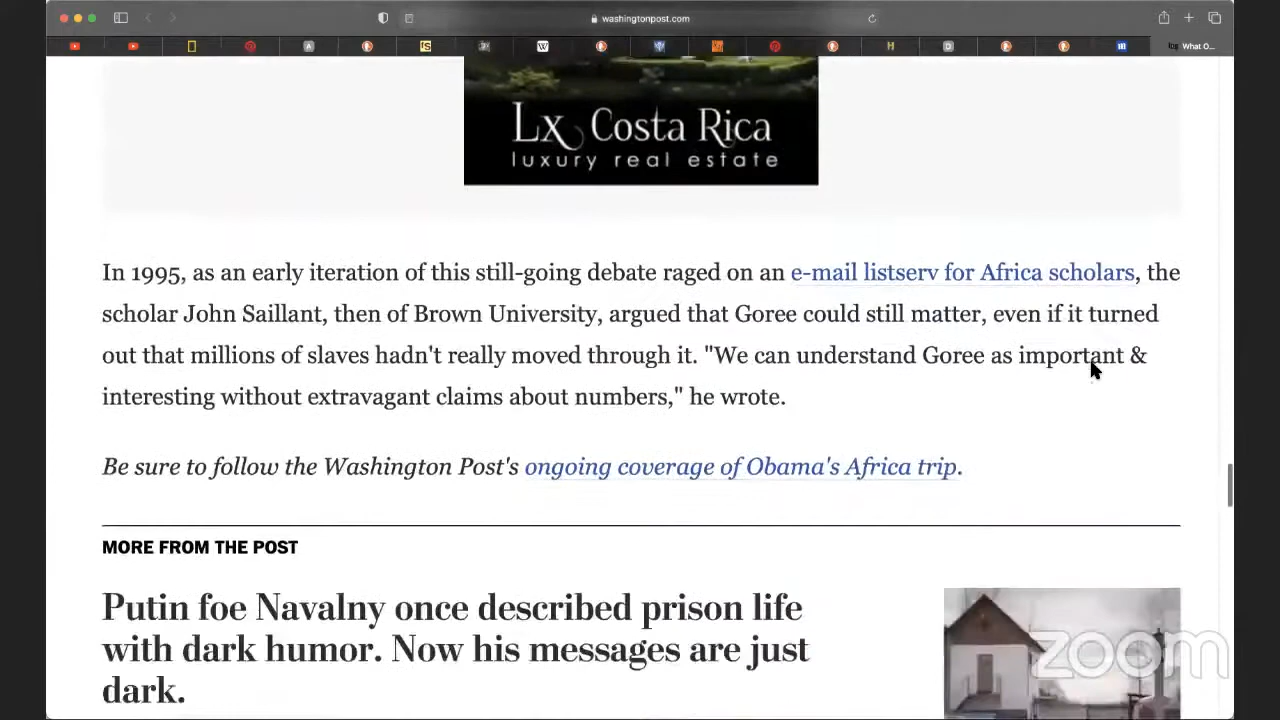 washingtonpost.com
What O...
Lx Costa Rica
luxury real estate
In 1995, as an early iteration of this still-going debate raged on an e-mail listserv for Africa scholars, the
scholar John Saillant, then of Brown University, argued that Goree could still matter, even if it turned
out that millions of slaves hadn't really moved through it. "We can understand Goree as important &
interesting without extravagant claims about numbers," he wrote.
Be sure to follow the Washington Post's ongoing coverage of Obama's Africa trip.
MORE FROM THE POST
Putin foe Navalny once described prison life
with dark humor. Now his messages are just
dark.
zoom